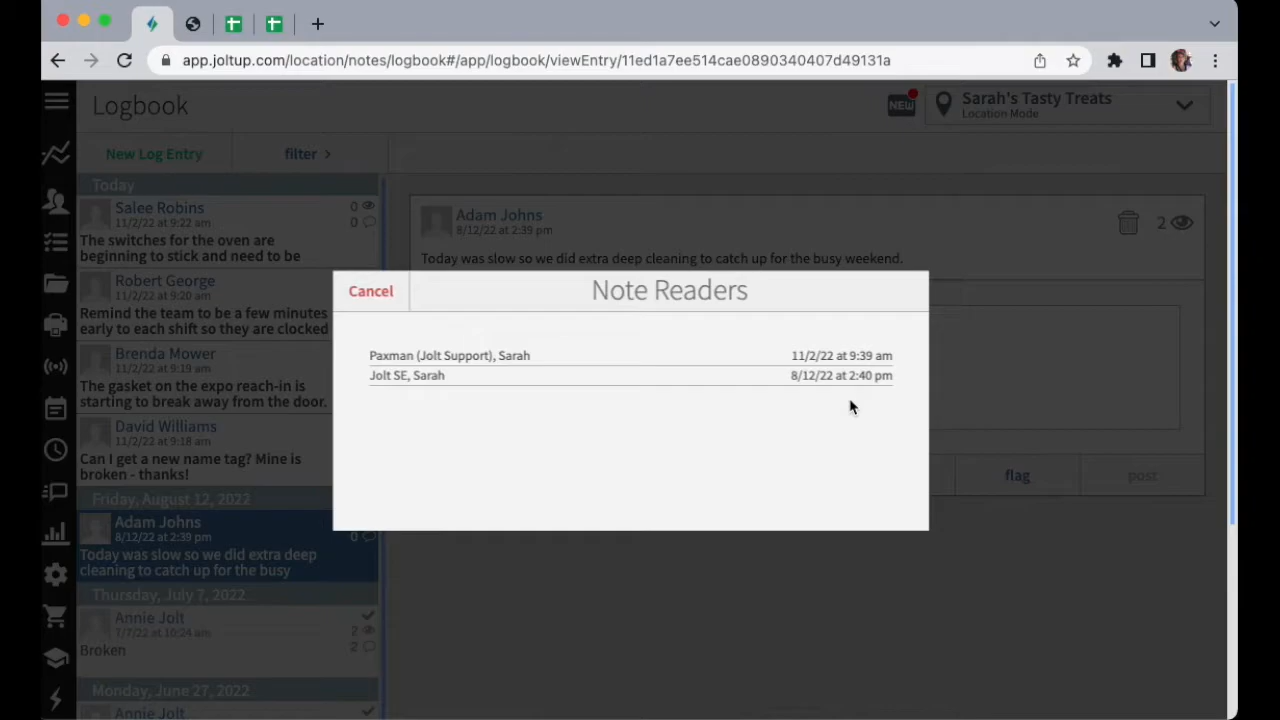 app.joltup.com/location/notes/logbook#/app/logbook/viewEntry/11ed1a7ee514cae0890340407d49131a
Logbook
NEW
Sarah's Tasty Treats
Location Mode
New Log Entry
filter >
Today
Salee Robins
0
11/2/22 at 9:22 am
0
The switches for the oven are
beginning to stick and need to be
Robert George
11/2/22 at 9:20 am
Remind the team to be a few minutes
early to each shift so they are clocked
Brenda Mower
11/2/22 at 9:19 am
The gasket on the expo reach-in is
starting to break away from the door.
David Williams
11/2/22 at 9:18 am
Can I get a new name tag? Mine is
broken - thanks!
Friday, August 12, 2022
Adam Johns
8/12/22 at 2:39 pm
0
Today was slow so we did extra deep
cleaning to catch up for the busy
Thursday, July 7, 2022
Annie Jolt
7/7/22 at 10:24 am
2
Broken
2
Monday, June 27, 2022
Annie Jolt
Adam Johns
8/12/22 at 2:39 pm
2
Today was slow so we did extra deep cleaning to catch up for the busy weekend.
Cancel
Note Readers
Paxman (Jolt Support), Sarah
11/2/22 at 9:39 am
Jolt SE, Sarah
8/12/22 at 2:40 pm
flag
post